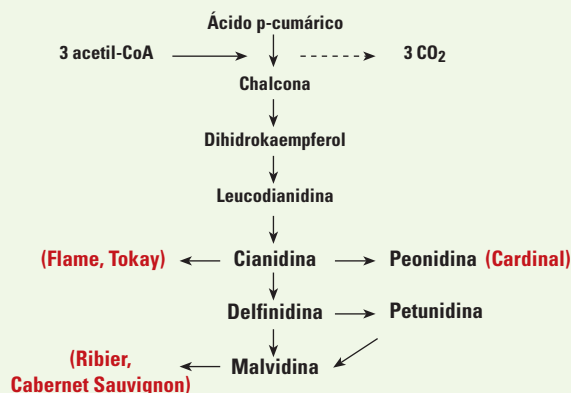 Ácido p-cumárico
3 acetil-CoA
3 CO2
Chalcona
Dihidrokaempferol
Leucodianidina
(Flame, Tokay)
Cianidina
Peonidina (Cardinal)
Delfinidina
Petunidina
(Ribier,
Cabernet Sauvignon)
Malvidina